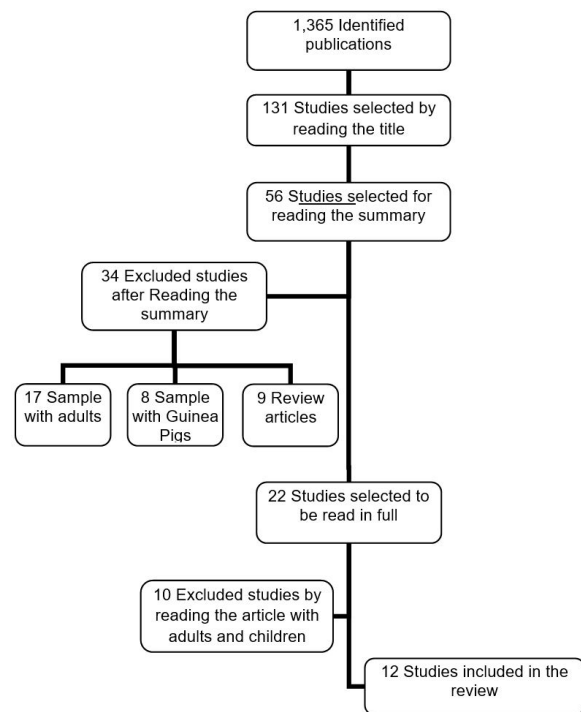 1,365 Identified
publications
131 Studies selected by
reading the title
56 Studies selected for
reading the summary
34 Excluded studies
after Reading the
summary
17 Sample
with adults
8 Sample
with Guinea
Pigs
9 Review
articles
22 Studies selected to
be read in full
10 Excluded studies by
reading the article with
adults and children
12 Studies included in the
review